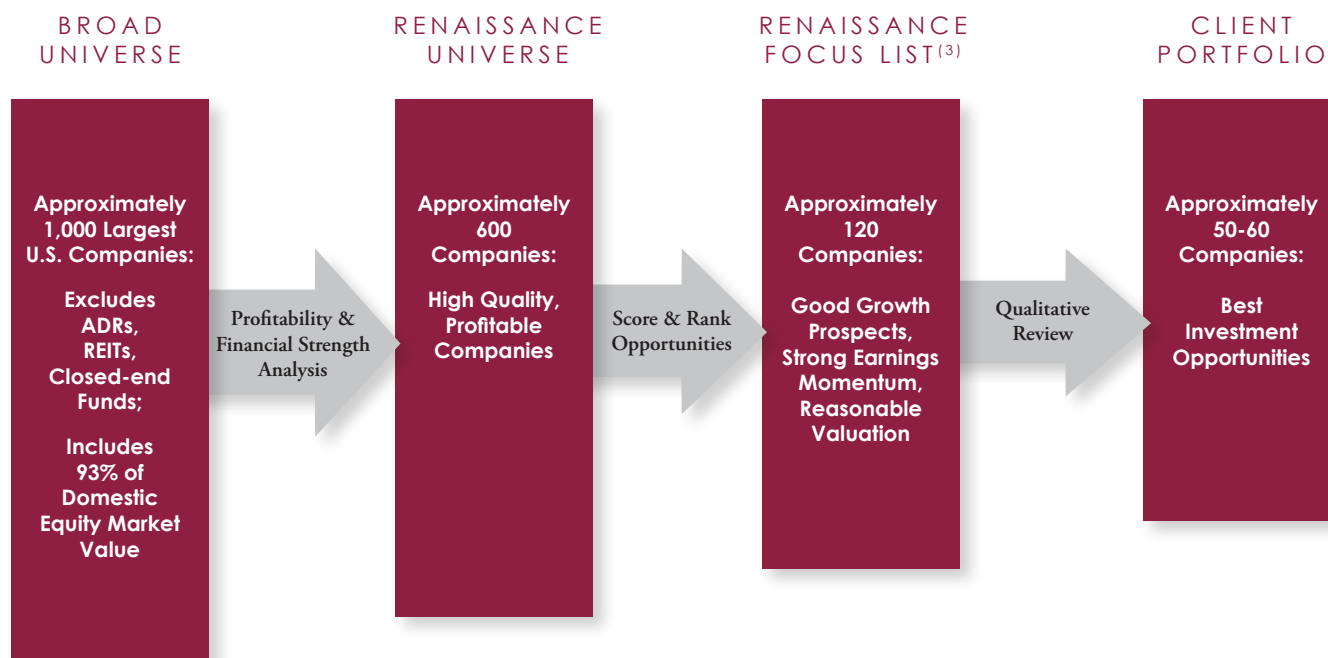 BROAD
UNIVERSE
Approximately
1,000 Largest
U.S. Companies:
Excludes
ADRs,
REITs,
Closed-end
Funds;
Includes
93% of
Domestic
Equity Market
Value
Profitability &
Financial Strength
Analysis
RENAISSANCE
UNIVERSE
Approximately
600
Companies:
High Quality,
Profitable
Companies
Score & Rank
Opportunities
RENAISSANCE
FOCUS LIST(3)
Approximately
120
Companies:
Good Growth
Prospects,
Strong Earnings
Momentum,
Reasonable
Valuation
Qualitative
Review
CLIENT
PORTFOLIO
Approximately
50-60
Companies:
Best
Investment
Opportunities